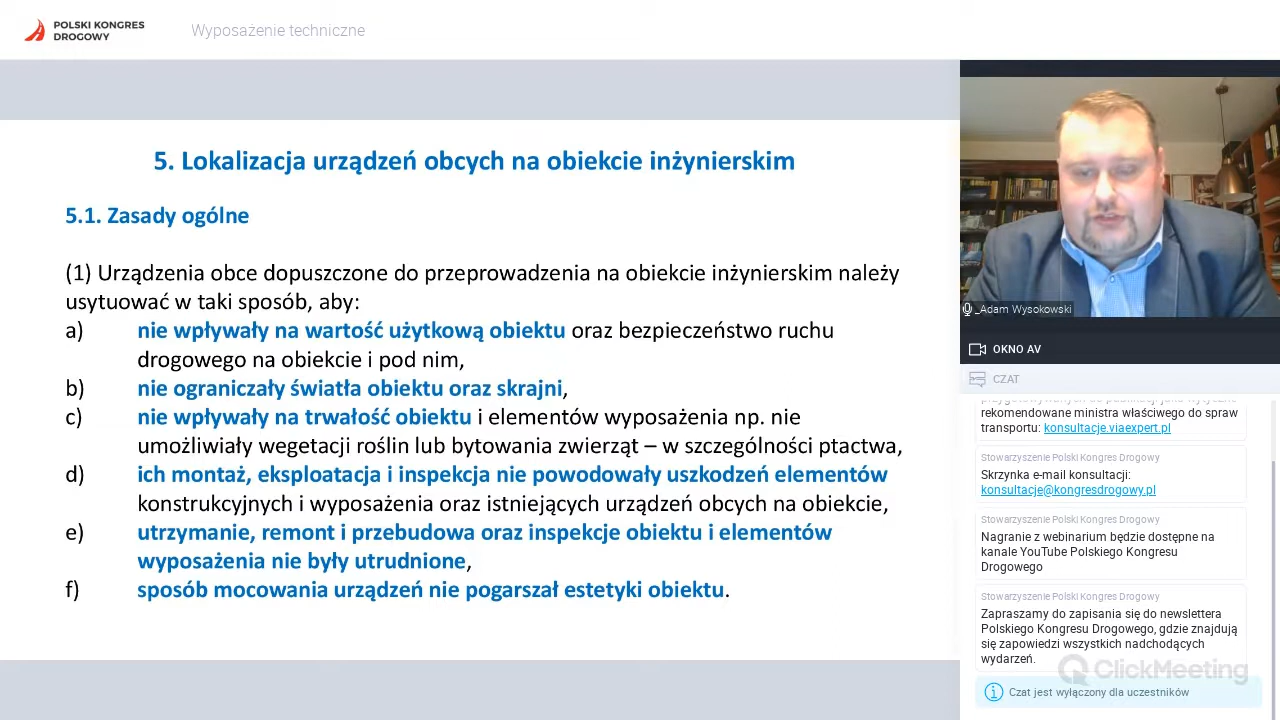 POLSKI KONGRES
DROGOWY
Wyposażenie techniczne
5. Lokalizacja urządzeń obcych na obiekcie inżynierskim
5.1. Zasady ogólne
(1) Urządzenia obce dopuszczone do przeprowadzenia na obiekcie inżynierskim należy
usytuować w taki sposób, aby:
a) nie wpływały na wartość użytkową obiektu oraz bezpieczeństwo ruchu
drogowego na obiekcie i pod nim,
b) nie ograniczały światła obiektu oraz skrajni,
c) nie wpływały na trwałość obiektu i elementów wyposażenia np. nie
umożliwiały wegetacji roślin lub bytowania zwierząt – w szczególności ptactwa,
d) ich montaż, eksploatacja i inspekcja nie powodowały uszkodzeń elementów
konstrukcyjnych i wyposażenia oraz istniejących urządzeń obcych na obiekcie,
e) utrzymanie, remont i przebudowa oraz inspekcje obiektu i elementów
wyposażenia nie były utrudnione,
f) sposób mocowania urządzeń nie pogarszał estetyki obiektu.
_Adam Wysokowski
OKNO AV
CZAT
rekomendowane ministra właściwego do spraw
transportu: konsultacje.viaexpert.pl
Stowarzyszenie Polski Kongres Drogowy
Skrzynka e-mail konsultacji:
konsultacje@kongresdrogowy.pl
Stowarzyszenie Polski Kongres Drogowy
Nagranie z webinarium będzie dostępne na
kanale YouTube Polskiego Kongresu
Drogowego
Stowarzyszenie Polski Kongres Drogowy
Zapraszamy do zapisania się do newslettera
Polskiego Kongresu Drogowego, gdzie znajdują
się zapowiedzi wszystkich nadchodzących
wydarzeń.
ClickMeeting
Czat jest wyłączony dla uczestników